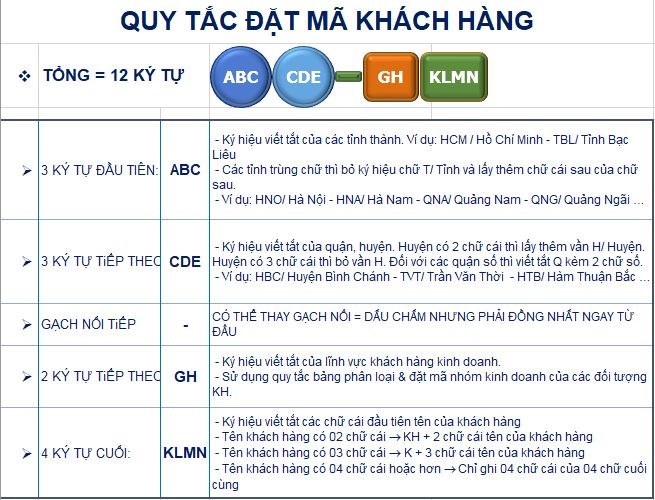 QUY TẮC ĐẶT MÃ KHÁCH HÀNG
❖ TỔNG = 12 KÝ TỰ ABC CDE - GH KLMN
➢ 3 KÝ TỰ ĐẦU TIÊN: ABC
- Ký hiệu viết tắt của các tỉnh thành. Ví dụ: HCM / Hồ Chí Minh - TBL/ Tỉnh Bạc
Liêu
- Các tỉnh trùng chữ thì bỏ ký hiệu chữ T/ Tỉnh và lấy thêm chữ cái sau của chữ
sau.
- Ví dụ: HNO/ Hà Nội - HNA/ Hà Nam - QNA/ Quảng Nam - QNG/ Quảng Ngãi ...
➢ 3 KÝ TỰ TIẾP THEO CDE
- Ký hiệu viết tắt của quận, huyện. Huyện có 2 chữ cái thì lấy thêm vần H/ Huyện.
Huyện có 3 chữ cái thì bỏ vần H. Đối với các quận số thì viết tắt Q kèm 2 chữ số.
- Ví dụ: HBC/ Huyện Bình Chánh - TVT/ Trần Văn Thời - HTB/ Hàm Thuận Bắc ...
➢ GẠCH NỐI TIẾP -
CÓ THỂ THAY GẠCH NỐI = DẤU CHẤM NHƯNG PHẢI ĐỒNG NHẤT NGAY TỪ
ĐẦU
➢ 2 KÝ TỰ TIẾP THEO GH
- Ký hiệu viết tắt của lĩnh vực khách hàng kinh doanh.
- Sử dụng quy tắc bảng phân loại & đặt mã nhóm kinh doanh của các đối tượng
KH.
➢ 4 KÝ TỰ CUỐI: KLMN
- Ký hiệu viết tắt các chữ cái đầu tiên tên của khách hàng
- Tên khách hàng có 02 chữ cái → KH + 2 chữ cái tên của khách hàng
- Tên khách hàng có 03 chữ cái → K + 3 chữ cái tên của khách hàng
- Tên khách hàng có 04 chữ cái hoặc hơn → Chỉ ghi 04 chữ cái của 04 chữ cuối
cùng